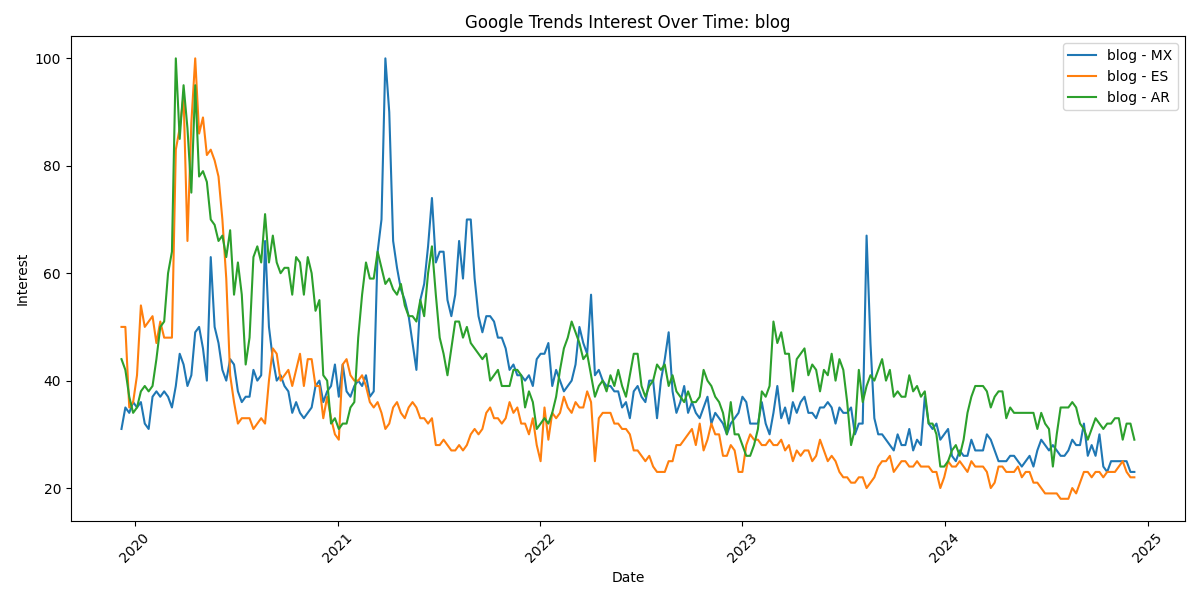 Google Trends Interest Over Time: blog
blog - MX
blog - ES
blog - AR
Interest
100
80
60
40
20
2020
2021
2022
2023
2024
2025
Date